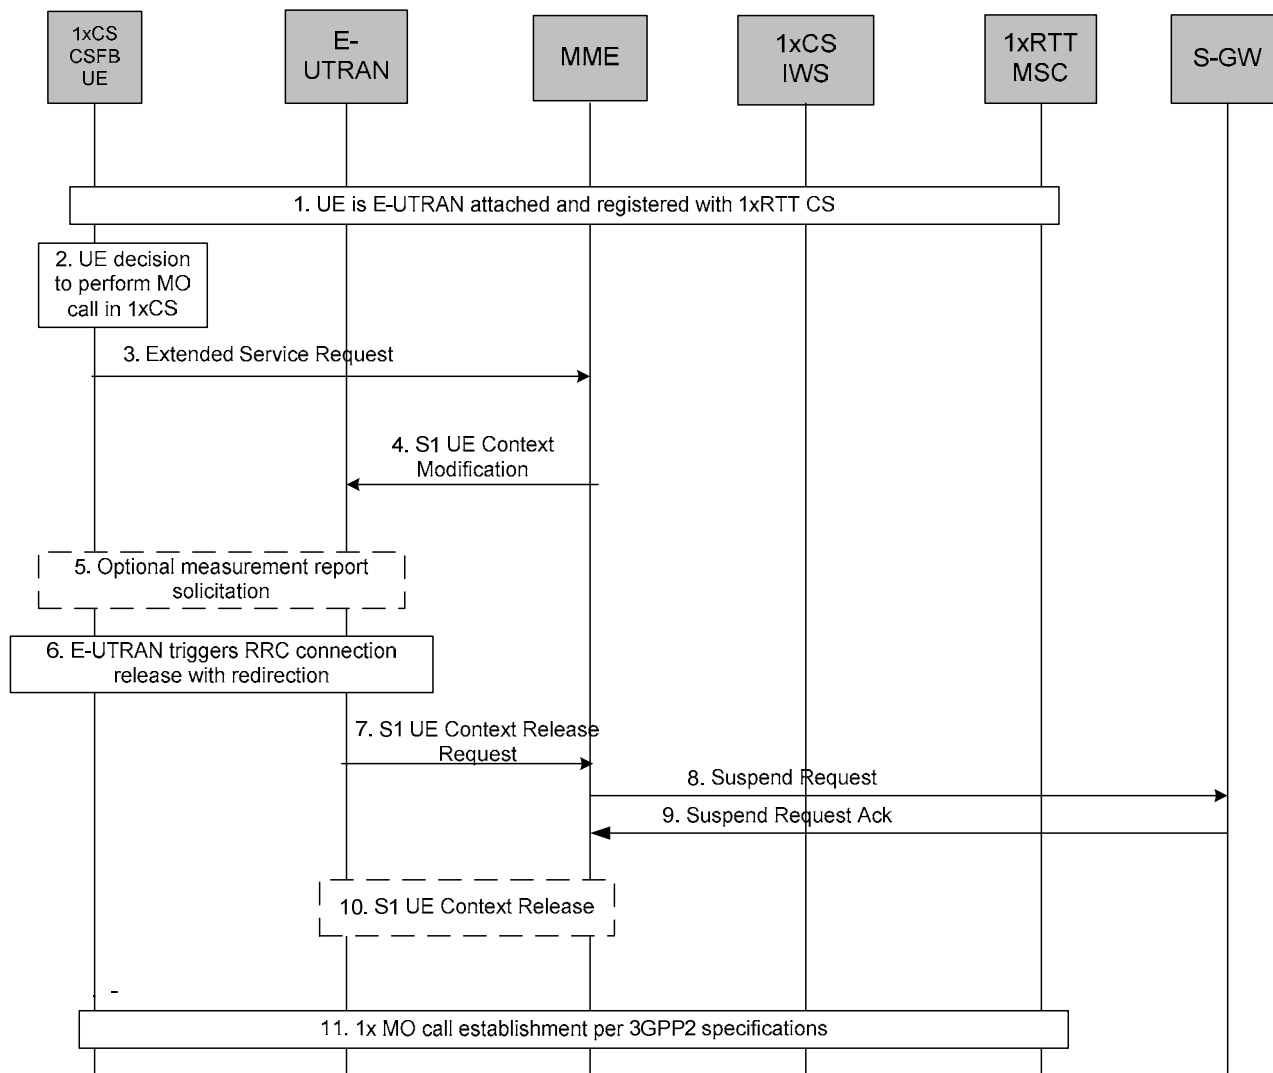 1xCS
CSFB
UE
E-
UTRAN
MME
1xCS
IWS
1xRTT
MSC
S-GW
1. UE is E-UTRAN attached and registered with 1xRTT CS
2. UE decision
to perform MO
call in 1xCS
3. Extended Service Request
4. S1 UE Context
Modification
5. Optional measurement report
solicitation
6. E-UTRAN triggers RRC connection
release with redirection
7. S1 UE Context Release
Request
8. Suspend Request
9. Suspend Request Ack
10. S1 UE Context Release
. -
11. 1x MO call establishment per 3GPP2 specifications